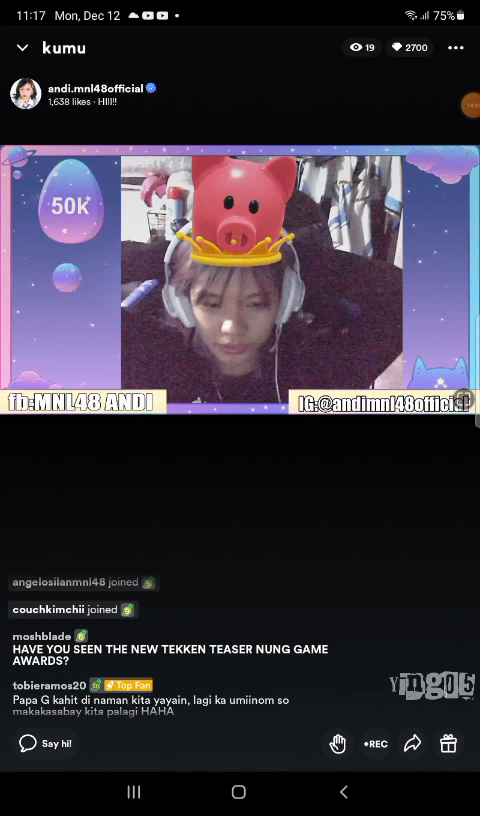 11:17 Mon, Dec 12
75%
kumu
19
2700
andi.mnl48official
1,638 likes · HIII!!
50K
fb:MNL48 ANDI
IG:@andimnl48official
angelosilanmnl48 joined
couchkimchii joined
moshblade
HAVE YOU SEEN THE NEW TEKKEN TEASER NUNG GAME
AWARDS?
tobieramos20 Top Fan
Papa G kahit di naman kita yayain, lagi ka umiinom so
makakasabay kita palagi HAHA
Yingo5
Say hi!
•REC